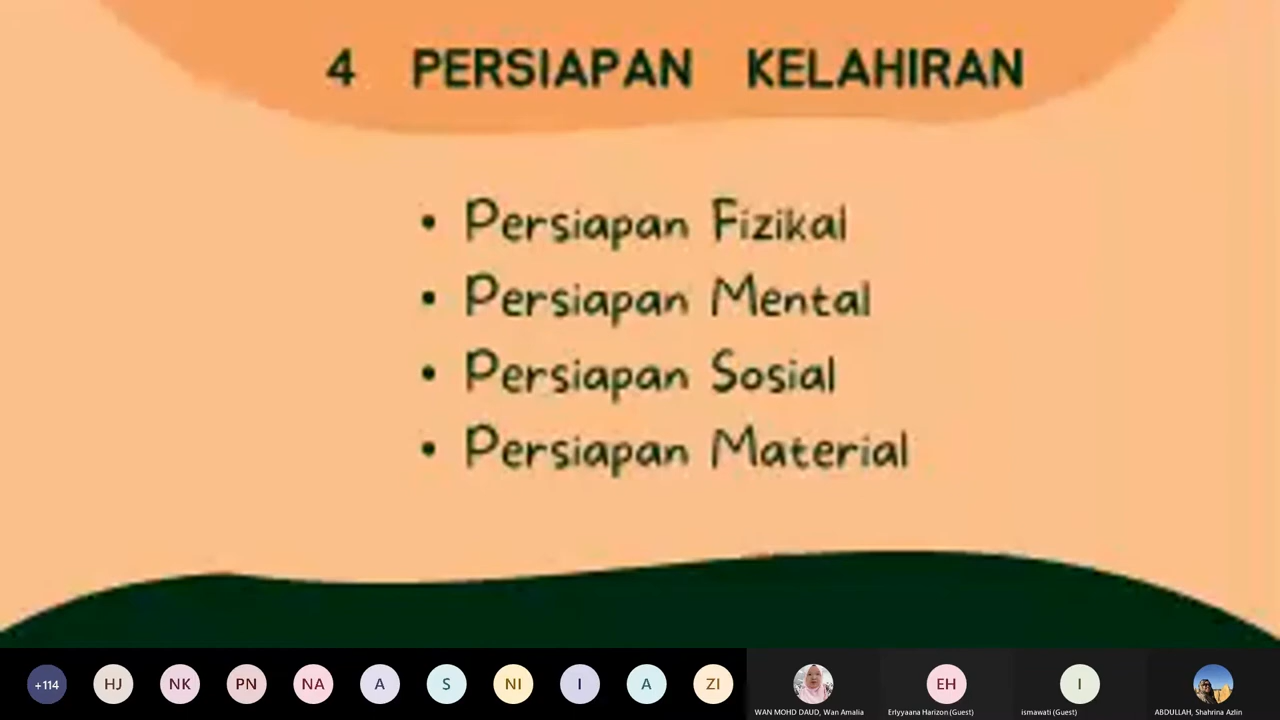 4 PERSIAPAN KELAHIRAN
• Persiapan Fizikal
• Persiapan Mental
• Persiapan Sosial
• Persiapan Material
+114 HJ NK PN NA A S NI I A ZI EH I
WAN MOHD DAUD, Wan Amalia Erlyyaana Harizon (Guest) ismawati (Guest) ABDULLAH, Shahrina Azlin